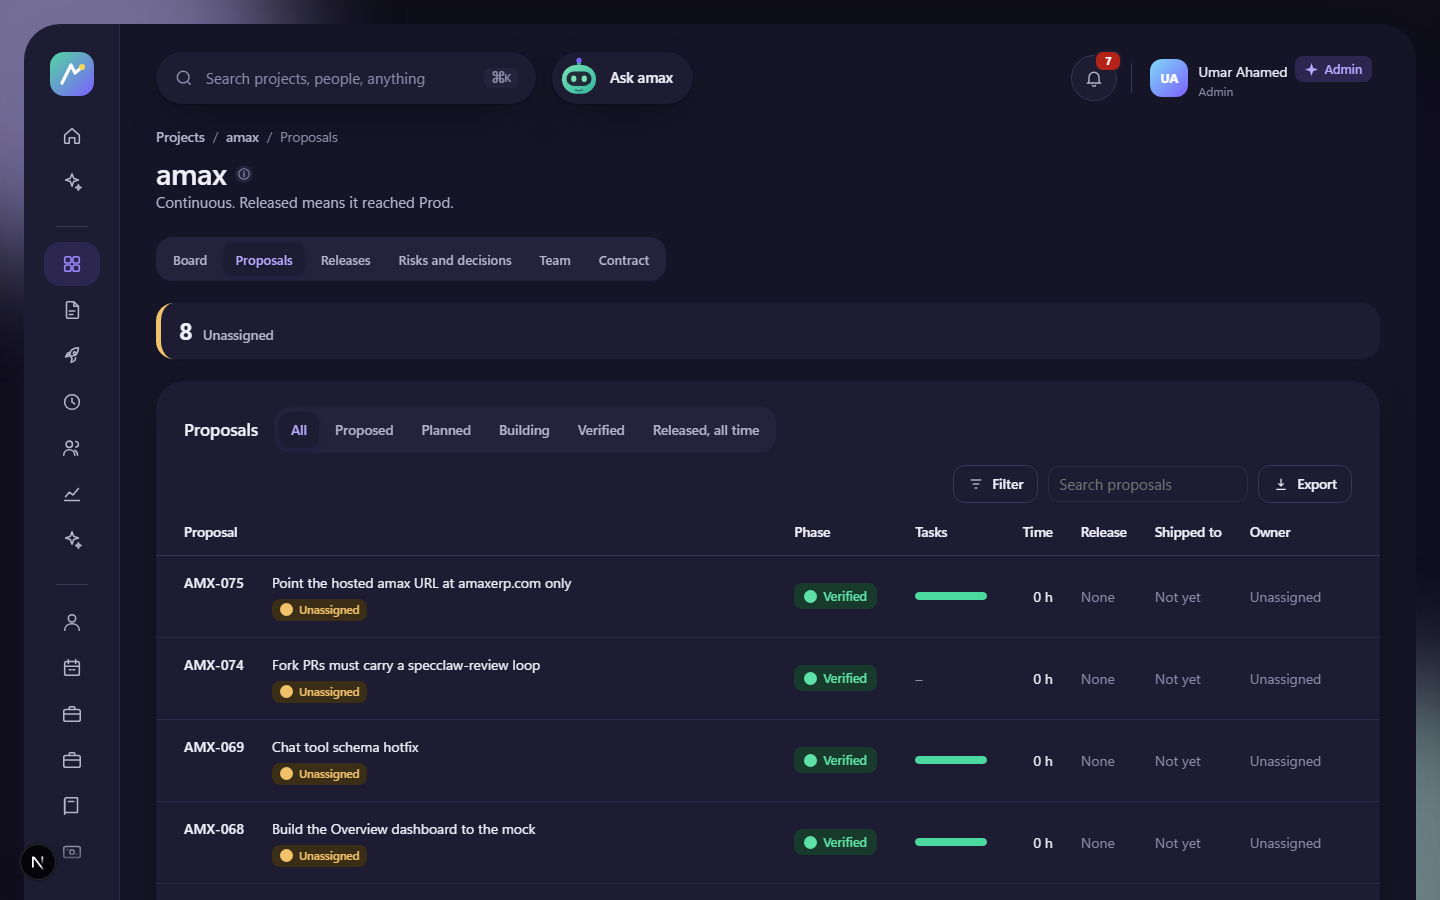 Search projects, people, anything
⌘K
Ask amax
7
UA
Umar Ahamed
Admin
Admin
Projects / amax / Proposals
amax
Continuous. Released means it reached Prod.
Board
Proposals
Releases
Risks and decisions
Team
Contract
8 Unassigned
Proposals
All
Proposed
Planned
Building
Verified
Released, all time
Filter
Search proposals
Export
Proposal Phase Tasks Time Release Shipped to Owner
AMX-075 Point the hosted amax URL at amaxerp.com only
Unassigned
Verified 0 h None Not yet Unassigned
AMX-074 Fork PRs must carry a specclaw-review loop
Unassigned
Verified – 0 h None Not yet Unassigned
AMX-069 Chat tool schema hotfix
Unassigned
Verified 0 h None Not yet Unassigned
AMX-068 Build the Overview dashboard to the mock
Unassigned
Verified 0 h None Not yet Unassigned
N